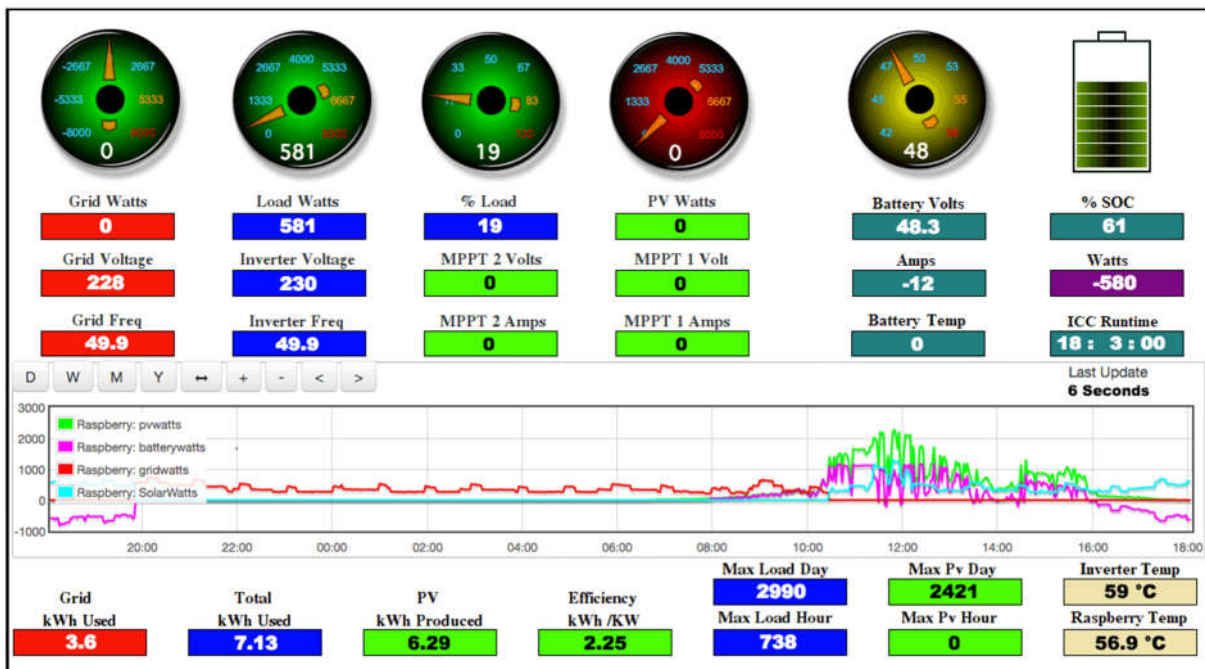 -2667 2667
-5333 5333
-8000 8000
0
4000
2667 5333
1333 6667
0 8000
581
50
33 67
17 83
0 100
19
4000
2667 5333
1333 6667
0 8000
0
50
47 53
45 55
42 58
48
Grid Watts Load Watts % Load PV Watts Battery Volts % SOC
0 581 19 0 48.3 61
Grid Voltage Inverter Voltage MPPT 2 Volts MPPT 1 Volt Amps Watts
228 230 0 0 -12 -580
Grid Freq Inverter Freq MPPT 2 Amps MPPT 1 Amps Battery Temp ICC Runtime
49.9 49.9 0 0 0 18 : 3 : 00
D W M Y ↔ + - < >
Last Update
6 Seconds
3000
2000
1000
0
-1000
Raspberry: pvwatts
Raspberry: batterywatts
Raspberry: gridwatts
Raspberry: SolarWatts
20:00 22:00 00:00 02:00 04:00 06:00 08:00 10:00 12:00 14:00 16:00 18:00
Max Load Day Max Pv Day Inverter Temp
2990 2421 59 °C
Grid Total PV Efficiency
kWh Used kWh Used kWh Produced kWh /KW Max Load Hour Max Pv Hour Raspberry Temp
3.6 7.13 6.29 2.25 738 0 56.9 °C